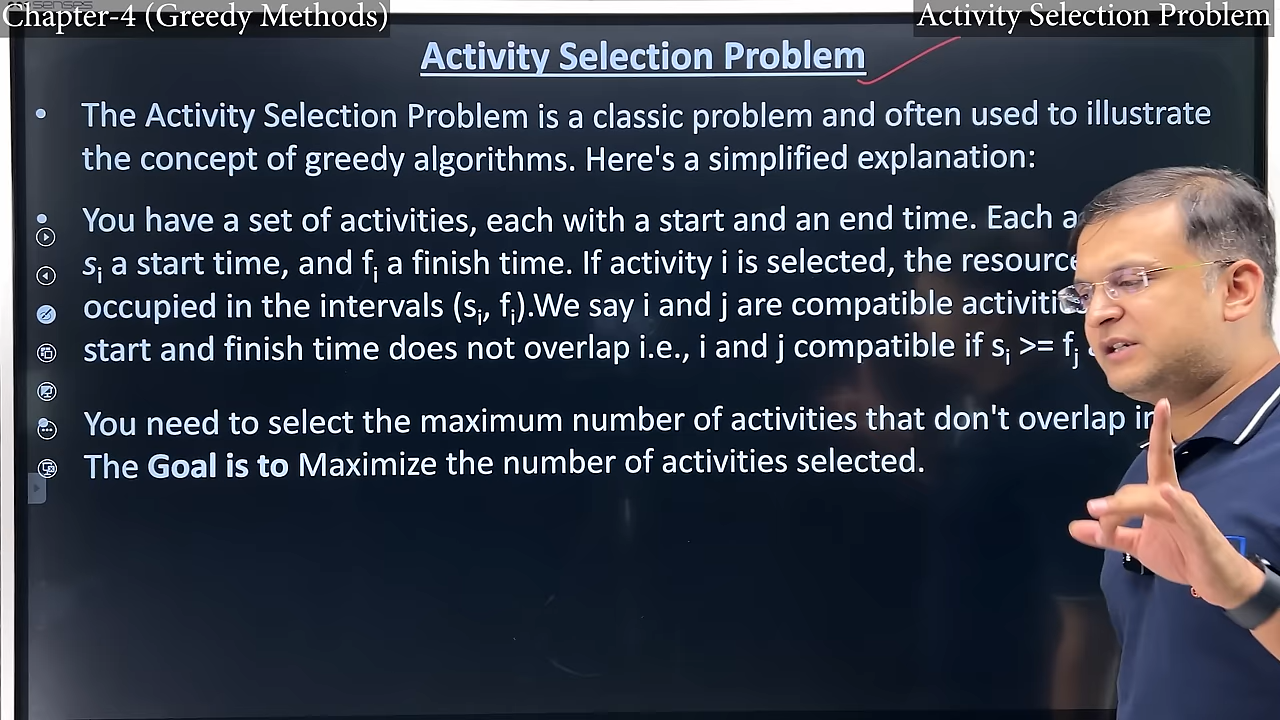 Chapter-4 (Greedy Methods)
Activity Selection Problem
Activity Selection Problem
• The Activity Selection Problem is a classic problem and often used to illustrate
the concept of greedy algorithms. Here's a simplified explanation:
• You have a set of activities, each with a start and an end time. Each
si a start time, and fi a finish time. If activity i is selected, the
occupied in the intervals (si, fi).We say i and j are compatible
start and finish time does not overlap i.e., i and j compatible if si >= fj
• You need to select the maximum number of activities that don't overlap
The Goal is to Maximize the number of activities selected.